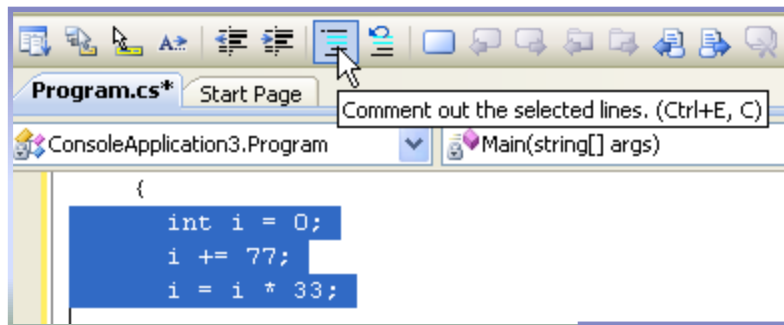 Program.cs*
Start Page
Comment out the selected lines. (Ctrl+E, C)
ConsoleApplication3.Program
Main(string[] args)
{
int i = 0;
i += 77;
i = i * 33;